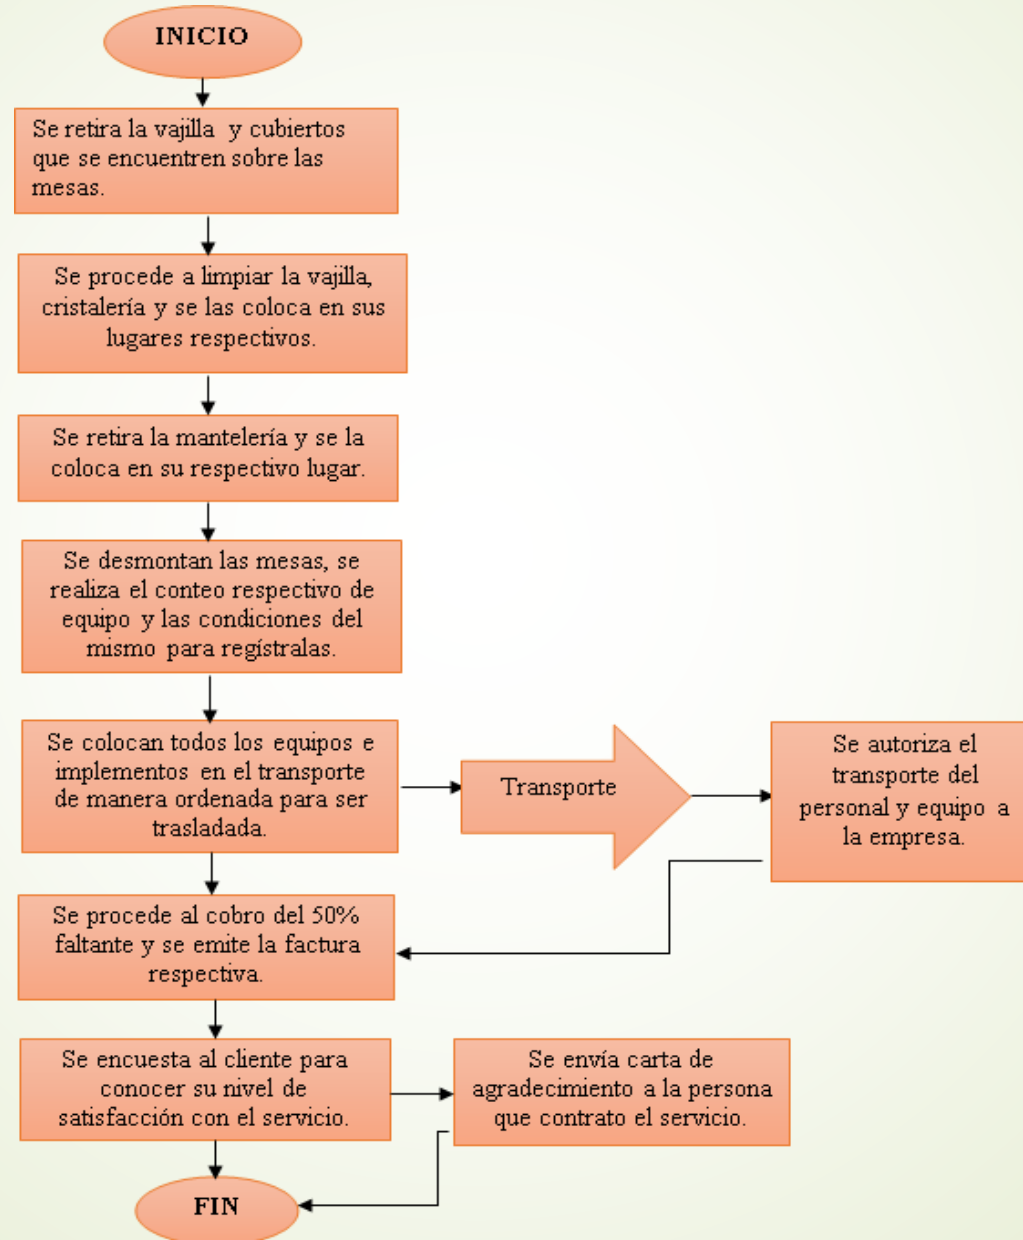 INICIO
Se retira la vajilla y cubiertos
que se encuentren sobre las
mesas.
Se procede a limpiar la vajilla,
cristalería y se las coloca en sus
lugares respectivos.
Se retira la mantelería y se la
coloca en su respectivo lugar.
Se desmontan las mesas, se
realiza el conteo respectivo de
equipo y las condiciones del
mismo para regístralas.
Se colocan todos los equipos e
implementos en el transporte
de manera ordenada para ser
trasladada.
Transporte
Se autoriza el
transporte del
personal y equipo a
la empresa.
Se procede al cobro del 50%
faltante y se emite la factura
respectiva.
Se encuesta al cliente para
conocer su nivel de
satisfacción con el servicio.
Se envía carta de
agradecimiento a la persona
que contrato el servicio.
FIN